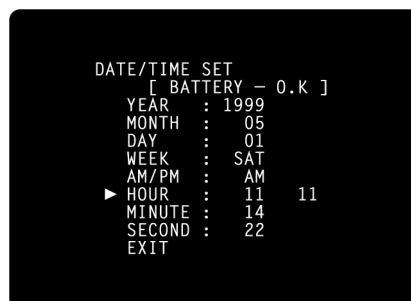 DATE/TIME SET
[ BATTERY – O.K ]
YEAR : 1999
MONTH : 05
DAY : 01
WEEK : SAT
AM/PM : AM
► HOUR : 11 11
MINUTE : 14
SECOND : 22
EXIT